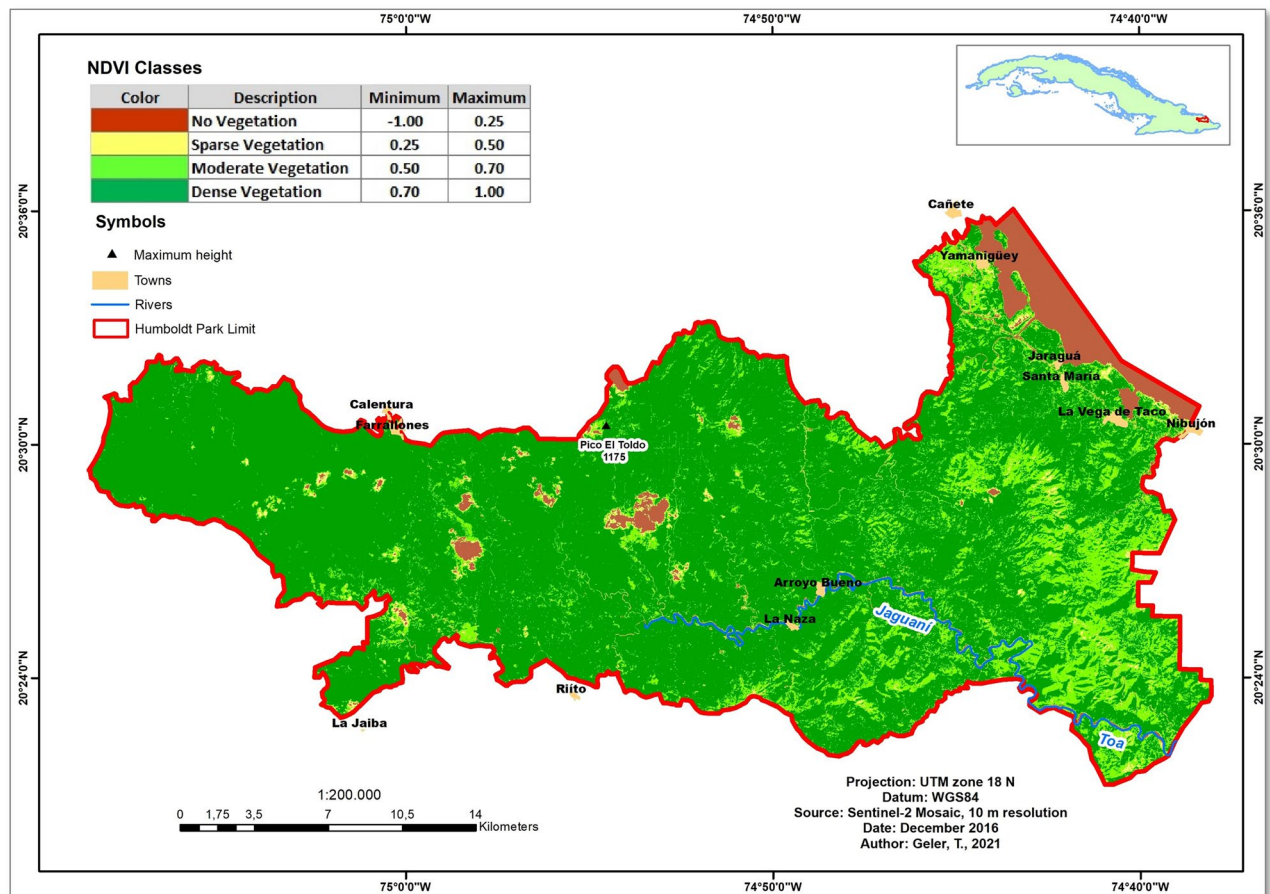 75°0'0"W
74°50'0"W
74°40'0"W
NDVI Classes
Color Description Minimum Maximum
No Vegetation -1.00 0.25
Sparse Vegetation 0.25 0.50
Moderate Vegetation 0.50 0.70
Dense Vegetation 0.70 1.00
Symbols
Maximum height
Towns
Rivers
Humboldt Park Limit
20°36'0"N
20°36'0"N
Cañete
Yamanigüey
Jaraguá
Santa María
La Vega de Taco
Nibujón
Calentura
Farrallones
Pico El Toldo
1175
20°30'0"N
20°30'0"N
Arroyo Bueno
La Naza
Jaguaní
20°24'0"N
20°24'0"N
Riíto
La Jaiba
Toa
1:200.000
0 1,75 3,5 7 10,5 14
Kilometers
Projection: UTM zone 18 N
Datum: WGS84
Source: Sentinel-2 Mosaic, 10 m resolution
Date: December 2016
Author: Geler, T., 2021
75°0'0"W
74°50'0"W
74°40'0"W